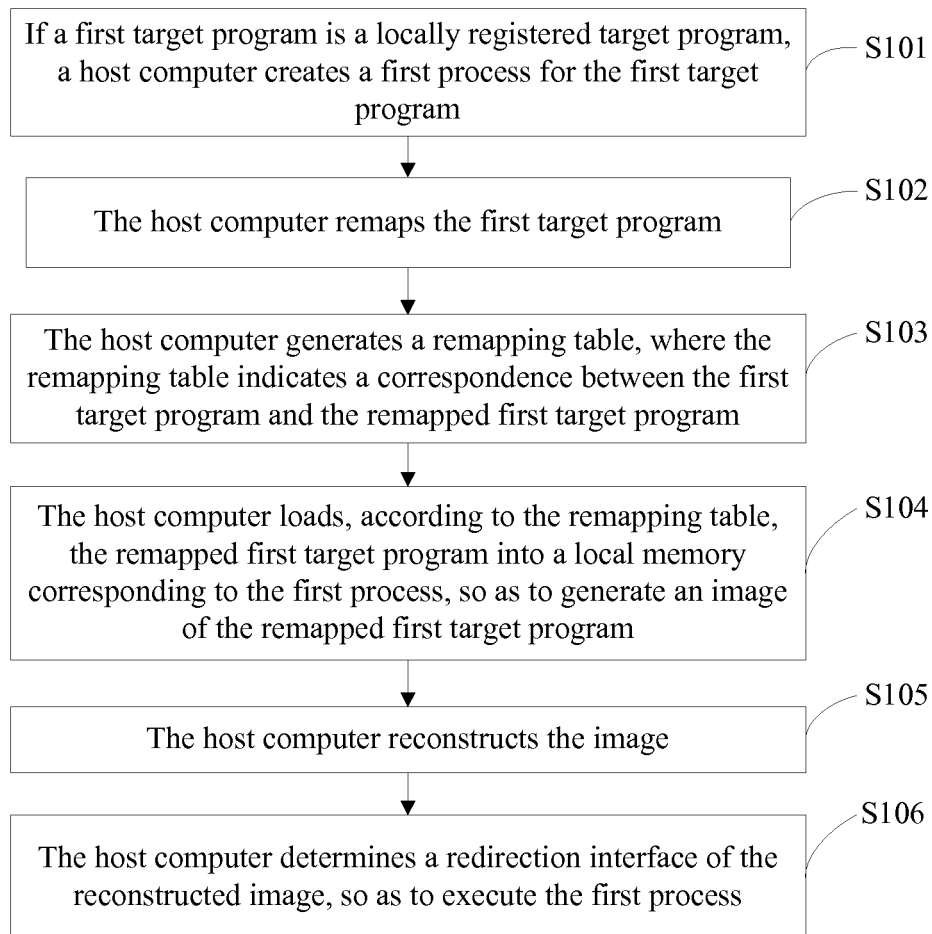 If a first target program is a locally registered target program,
a host computer creates a first process for the first target
program
S101
The host computer remaps the first target program
S102
The host computer generates a remapping table, where the
remapping table indicates a correspondence between the first
target program and the remapped first target program
S103
The host computer loads, according to the remapping table,
the remapped first target program into a local memory
corresponding to the first process, so as to generate an image
of the remapped first target program
S104
The host computer reconstructs the image
S105
The host computer determines a redirection interface of the
reconstructed image, so as to execute the first process
S106